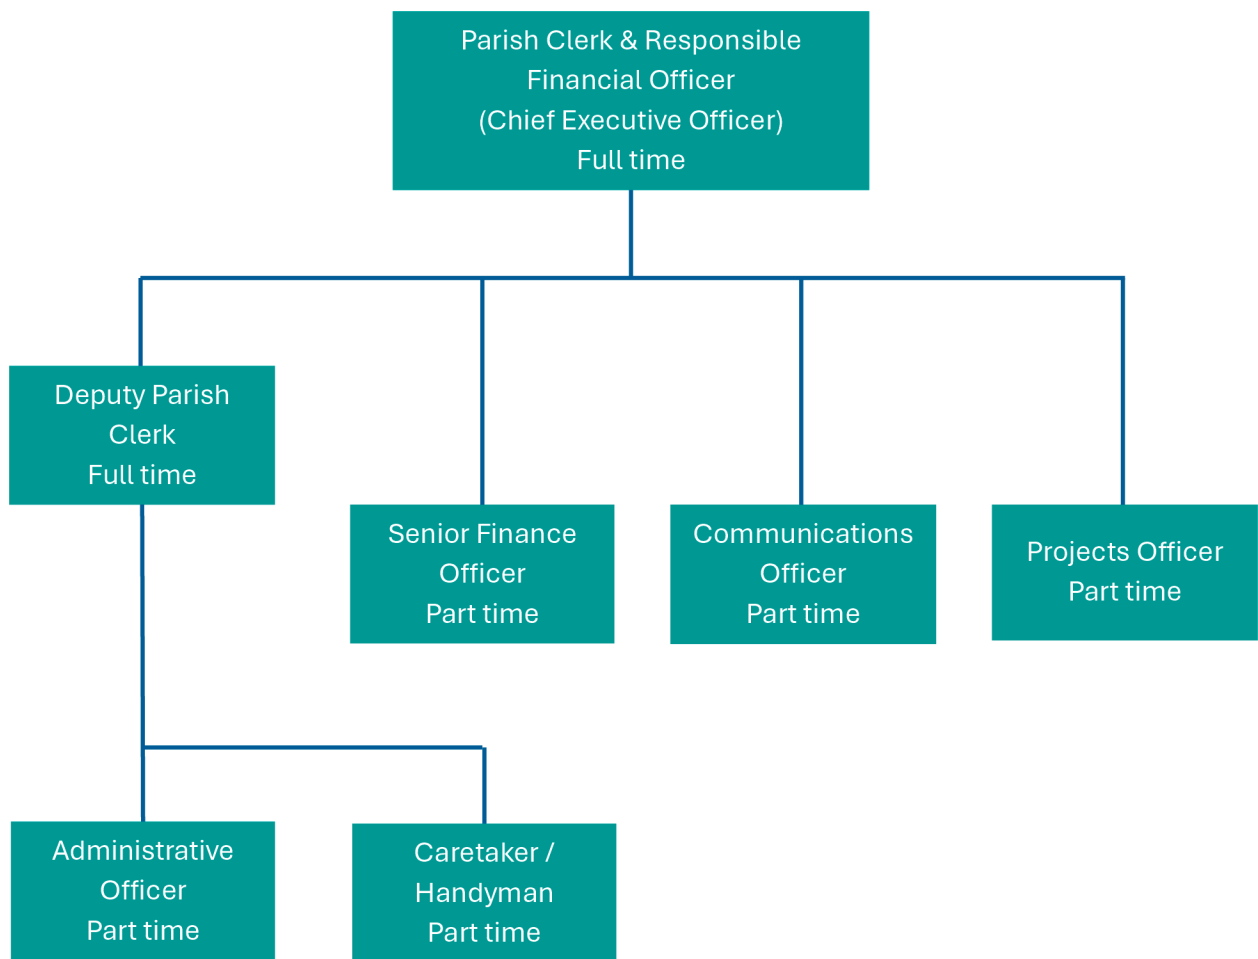 Parish Clerk & Responsible
Financial Officer
(Chief Executive Officer)
Full time
Deputy Parish
Clerk
Full time
Senior Finance
Officer
Part time
Communications
Officer
Part time
Projects Officer
Part time
Administrative
Officer
Part time
Caretaker /
Handyman
Part time